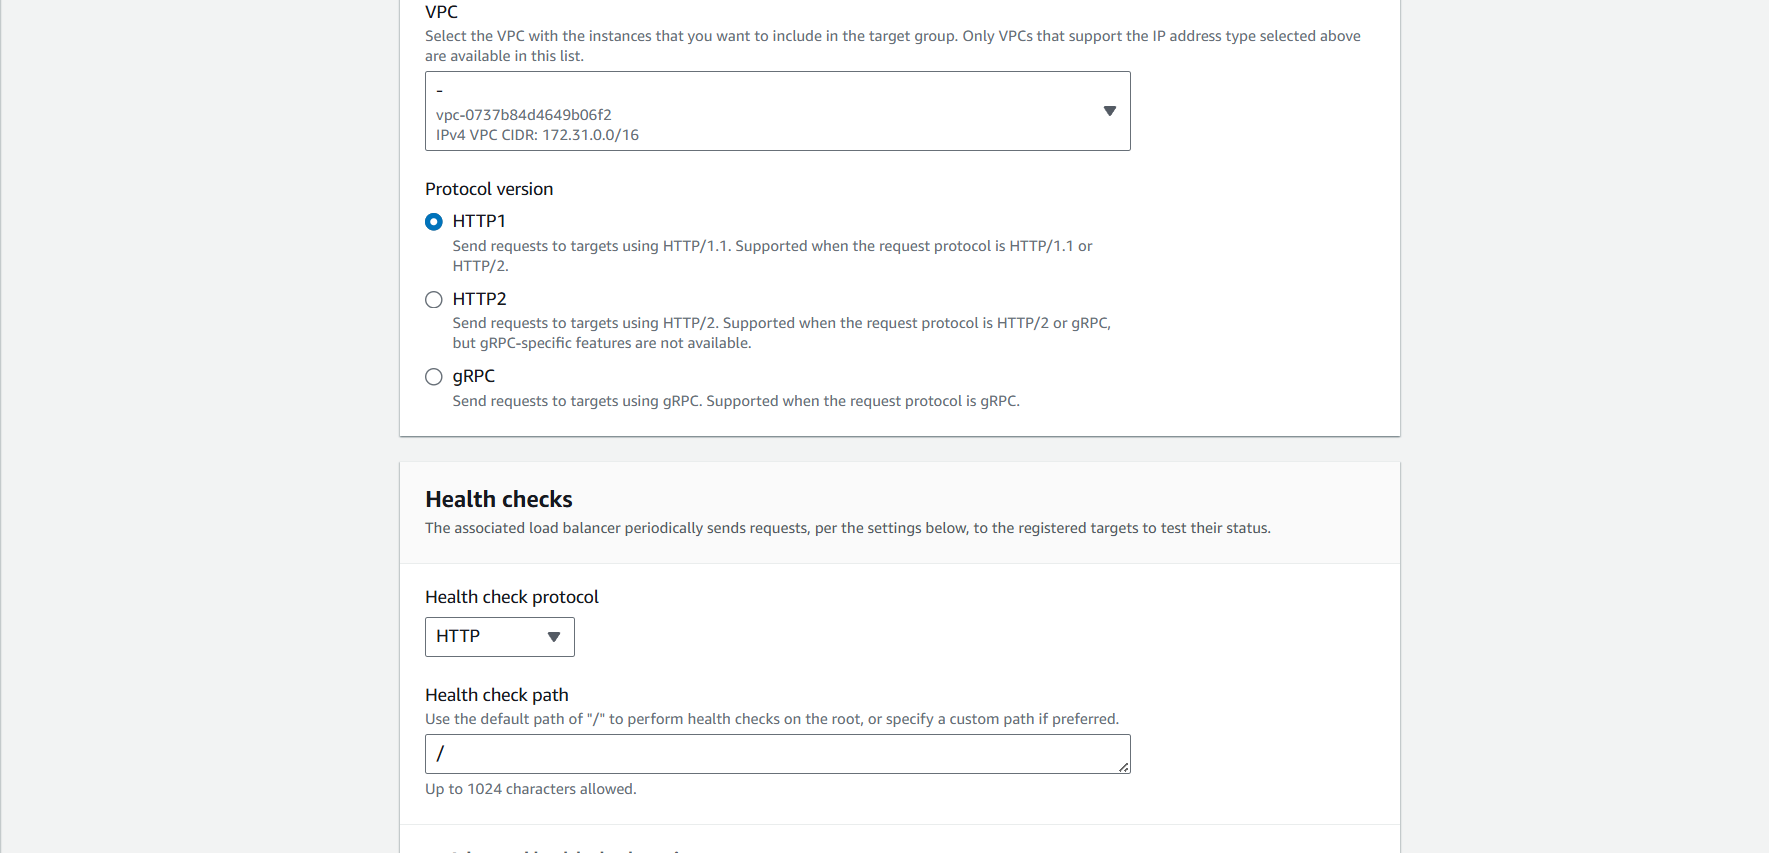 VPC
Select the VPC with the instances that you want to include in the target group. Only VPCs that support the IP address type selected above
are available in this list.
-
vpc-0737b84d4649b06f2
IPv4 VPC CIDR: 172.31.0.0/16
Protocol version
HTTP1
Send requests to targets using HTTP/1.1. Supported when the request protocol is HTTP/1.1 or
HTTP/2.
HTTP2
Send requests to targets using HTTP/2. Supported when the request protocol is HTTP/2 or gRPC,
but gRPC-specific features are not available.
gRPC
Send requests to targets using gRPC. Supported when the request protocol is gRPC.
Health checks
The associated load balancer periodically sends requests, per the settings below, to the registered targets to test their status.
Health check protocol
HTTP
Health check path
Use the default path of "/" to perform health checks on the root, or specify a custom path if preferred.
/
Up to 1024 characters allowed.